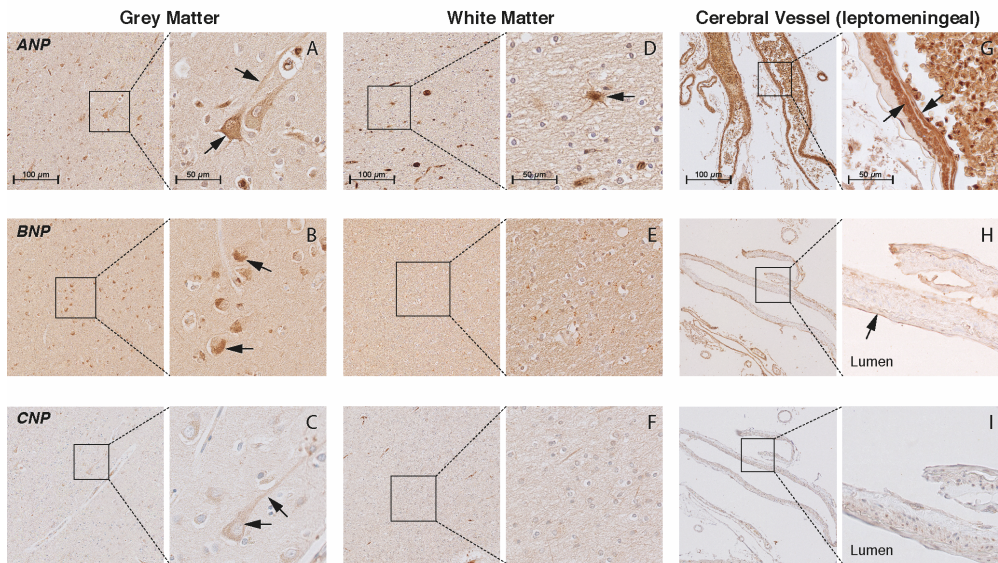 Grey Matter
White Matter
Cerebral Vessel (leptomeningeal)
ANP
A
D
G
100 µm
50 µm
100 µm
50 µm
100 µm
50 µm
BNP
B
E
H
Lumen
CNP
C
F
I
Lumen